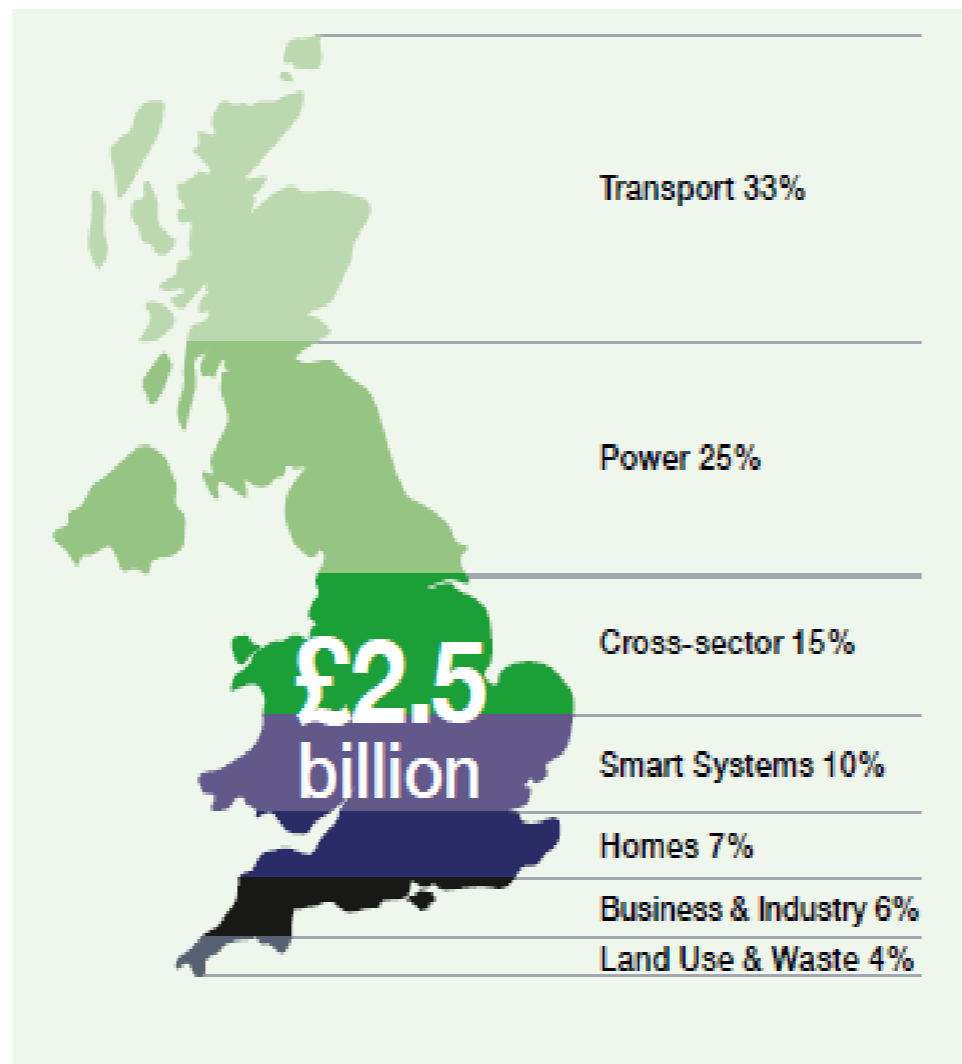 Transport 33%
Power 25%
Cross-sector 15%
£2.5
billion
Smart Systems 10%
Homes 7%
Business & Industry 6%
Land Use & Waste 4%